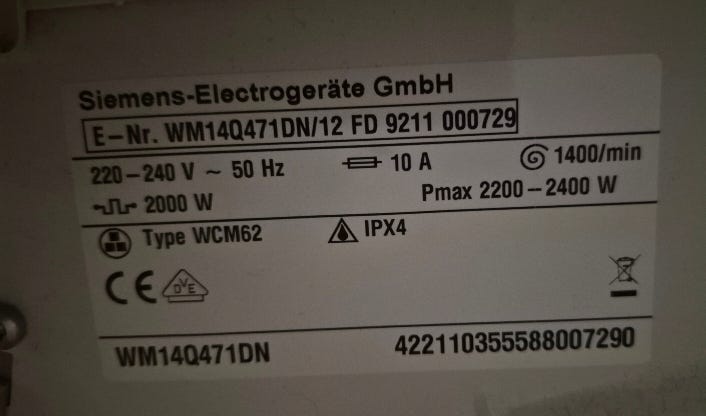 Siemens-Electrogeräte GmbH
E-Nr. WM14Q471DN/12 FD 9211 000729
220-240 V ~ 50 Hz 10 A 1400/min
2000 W Pmax 2200-2400 W
Type WCM62 IPX4
CE DVE
WM14Q471DN 422110355588007290